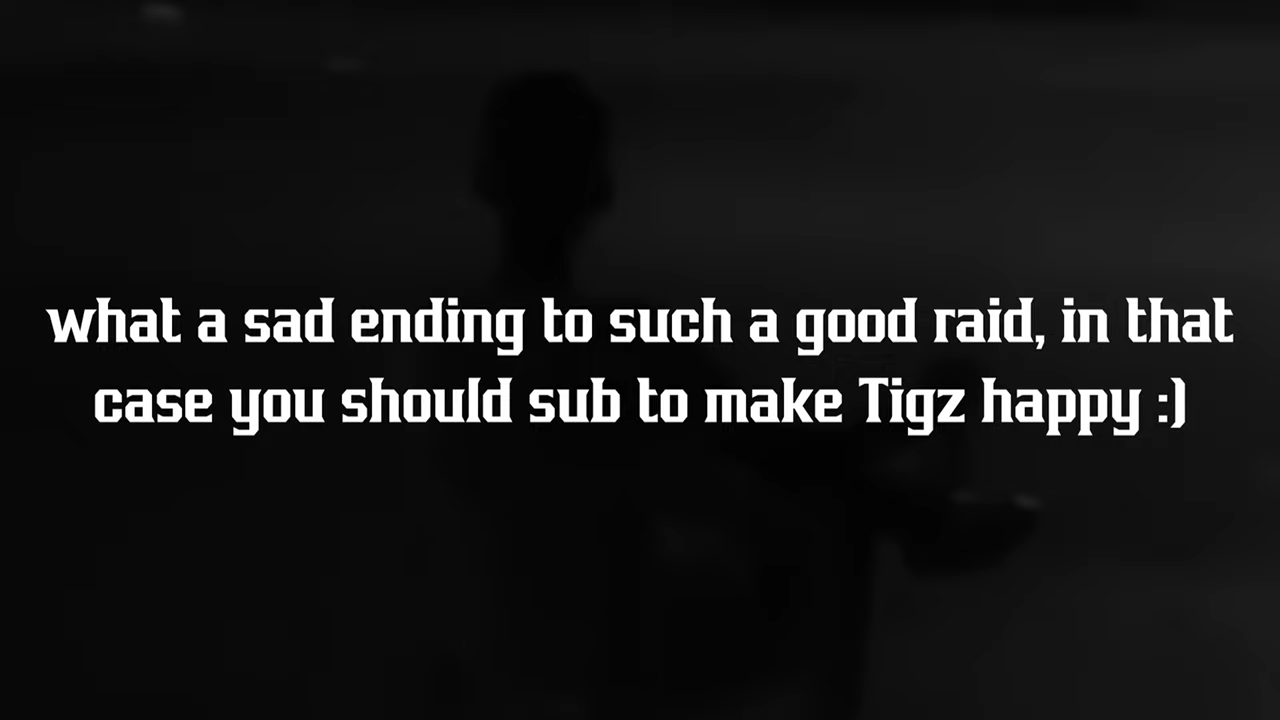 what a sad ending to such a good raid, in that
case you should sub to make Tigz happy :)